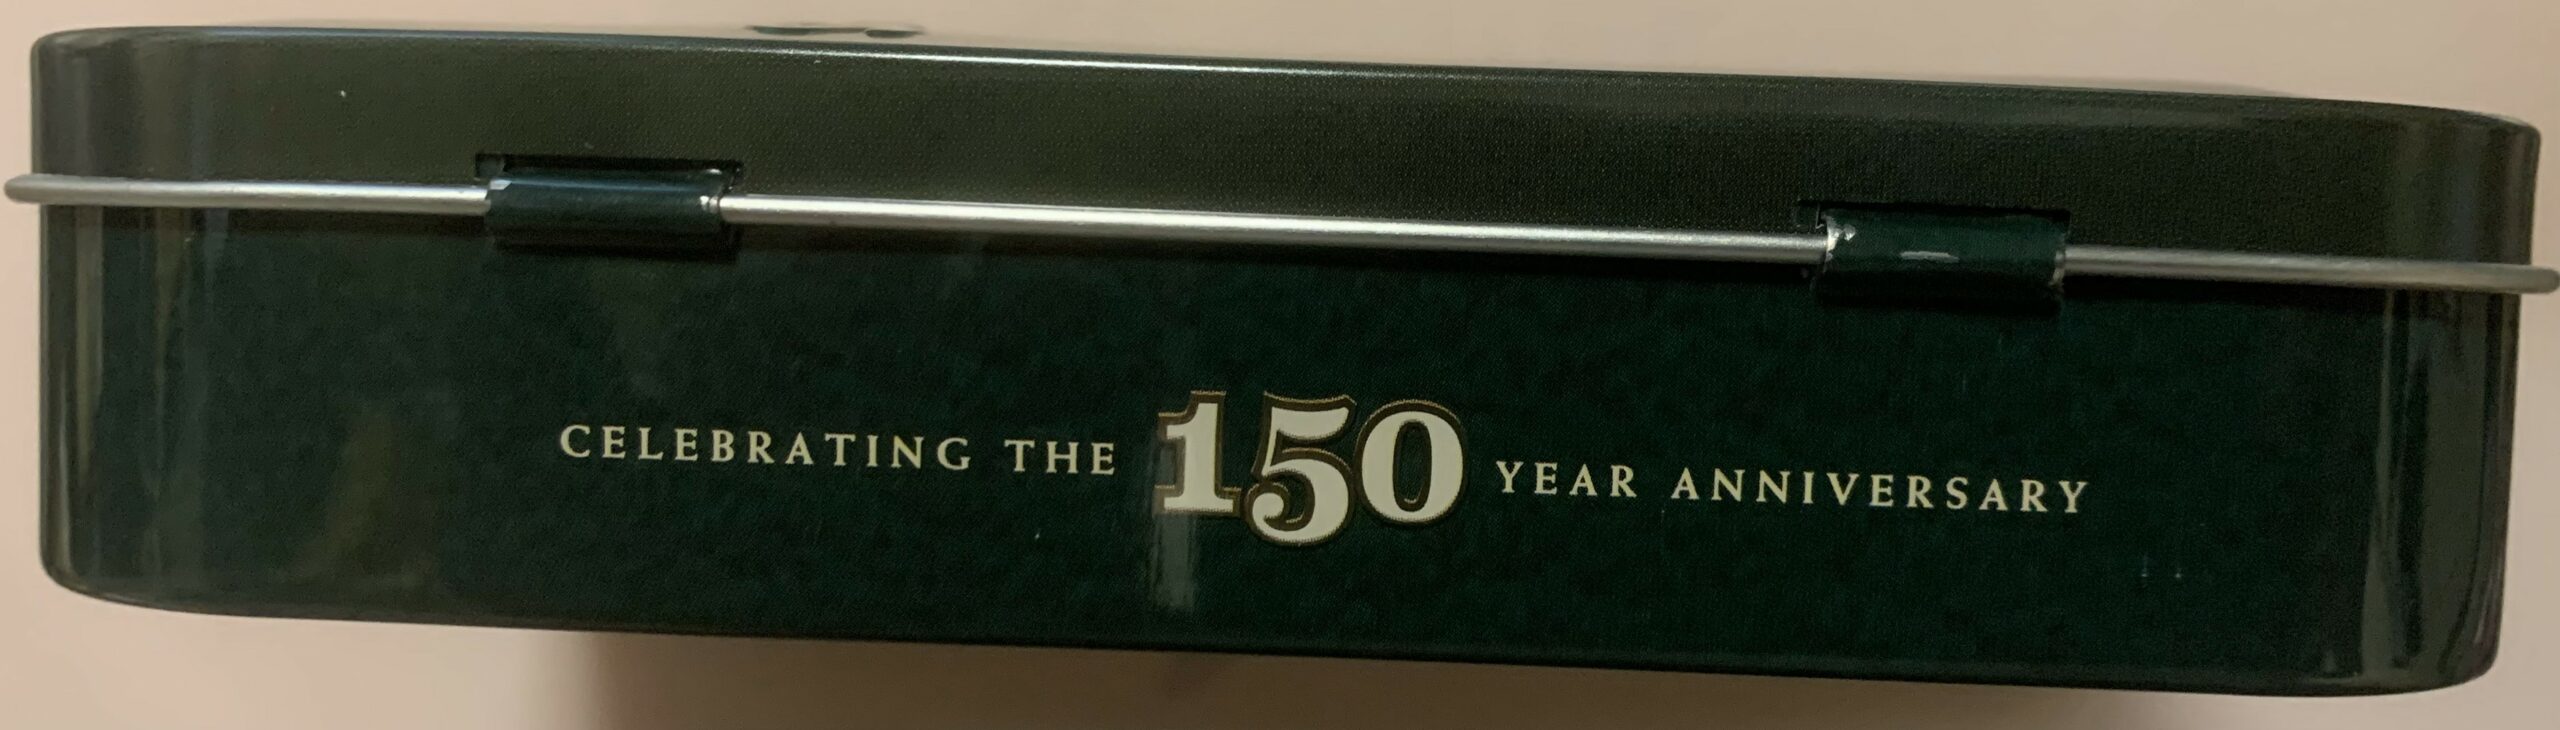 CELEBRATING THE 150 YEAR ANNIVERSARY